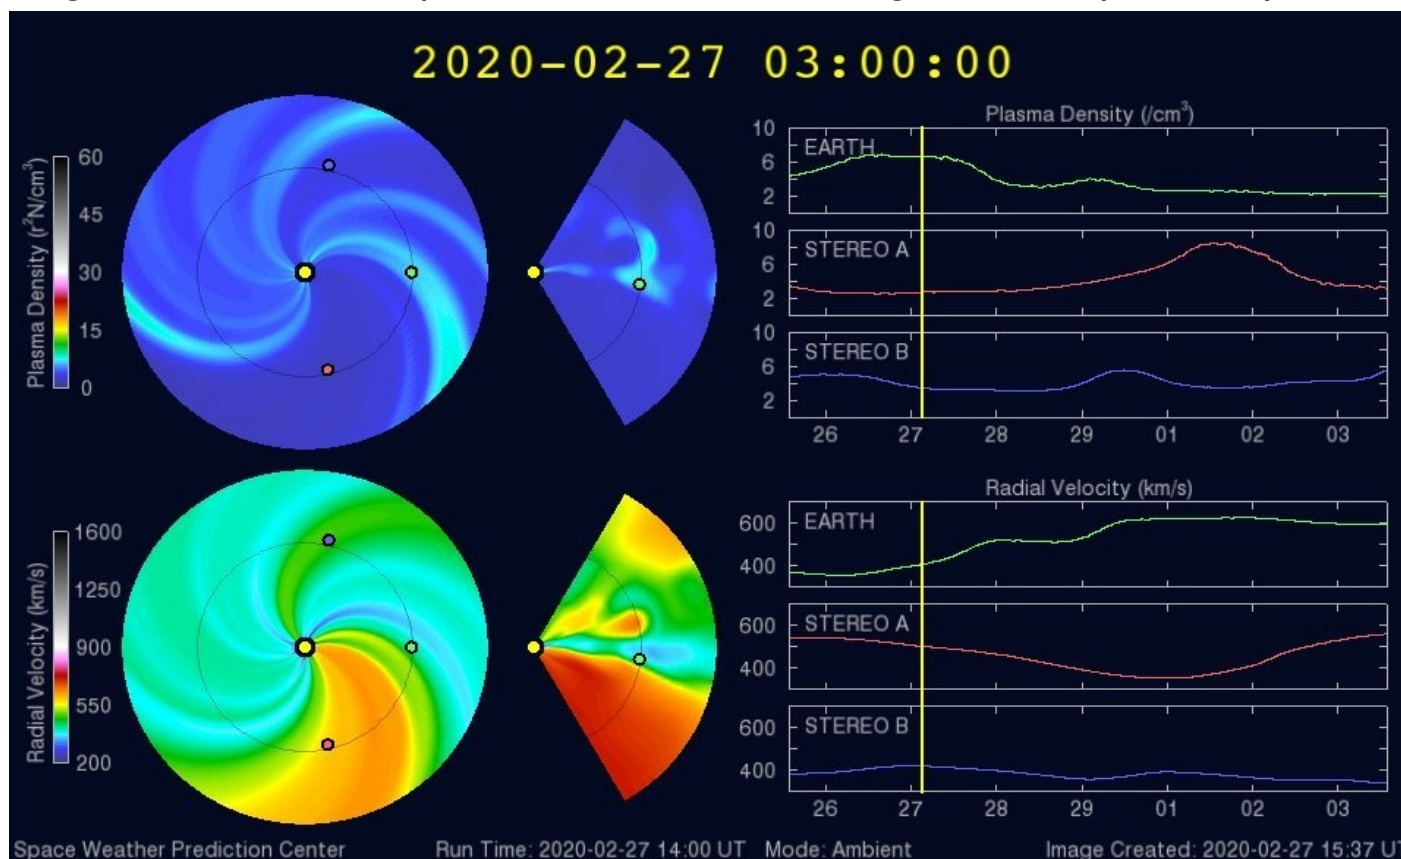 2020-02-27 03:00:00
Plasma Density (r²N/cm³)
60
45
30
15
0
Plasma Density (/cm³)
10
6
2
EARTH
10
6
2
STEREO A
10
6
2
STEREO B
26 27 28 29 01 02 03
Radial Velocity (km/s)
1600
1250
900
550
200
Radial Velocity (km/s)
600
400
EARTH
600
400
STEREO A
600
400
STEREO B
26 27 28 29 01 02 03
Space Weather Prediction Center Run Time: 2020-02-27 14:00 UT Mode: Ambient Image Created: 2020-02-27 15:37 UT